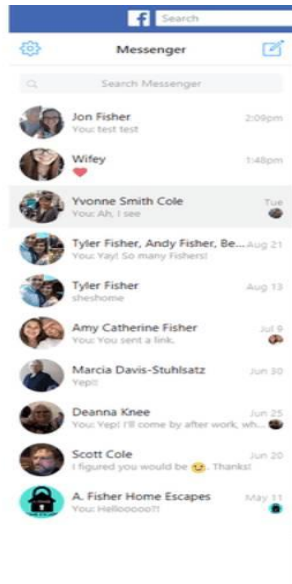 f Search
Messenger
Search Messenger
Jon Fisher 2:09pm
You: test test
Wifey 1:48pm
Yvonne Smith Cole Tue
You: Ah, I see
Tyler Fisher, Andy Fisher, Be... Aug 21
You: Yay! So many Fishers!
Tyler Fisher Aug 13
sheshome
Amy Catherine Fisher Jul 9
You: You sent a link.
Marcia Davis-Stuhlsatz Jun 30
Yep!!
Deanna Knee Jun 25
You: Yep! I'll come by after work, wh...
Scott Cole Jun 20
I figured you would be 😉. Thanks!
A. Fisher Home Escapes May 11
You: Hellooooo?!